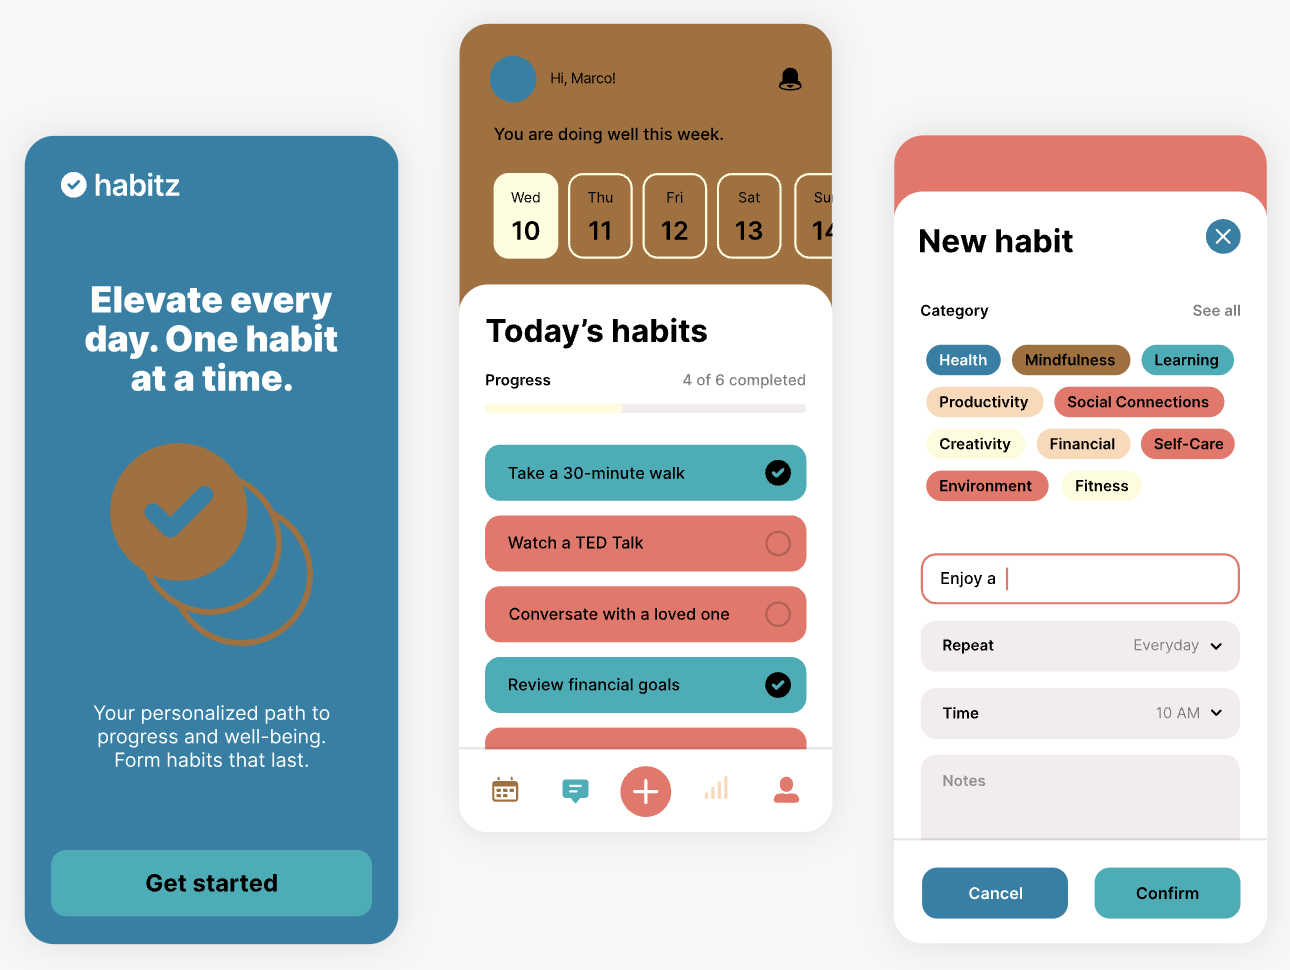 habitz
Elevate every
day. One habit
at a time.
Your personalized path to
progress and well-being.
Form habits that last.
Get started
Hi, Marco!
You are doing well this week.
Wed Thu Fri Sat Sun
10 11 12 13 14
Today’s habits
Progress 4 of 6 completed
Take a 30-minute walk
Watch a TED Talk
Conversate with a loved one
Review financial goals
New habit
Category See all
Health Mindfulness Learning
Productivity Social Connections
Creativity Financial Self-Care
Environment Fitness
Enjoy a
Repeat Everyday
Time 10 AM
Notes
Cancel Confirm